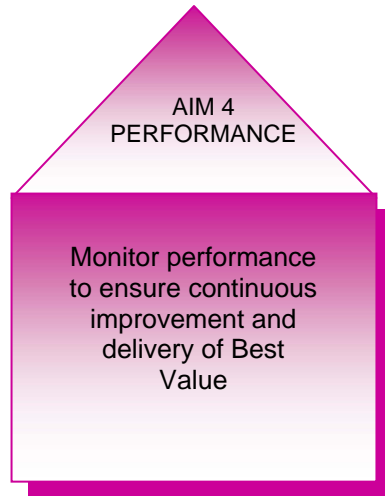 AIM 4
PERFORMANCE
Monitor performance
to ensure continuous
improvement and
delivery of Best
Value